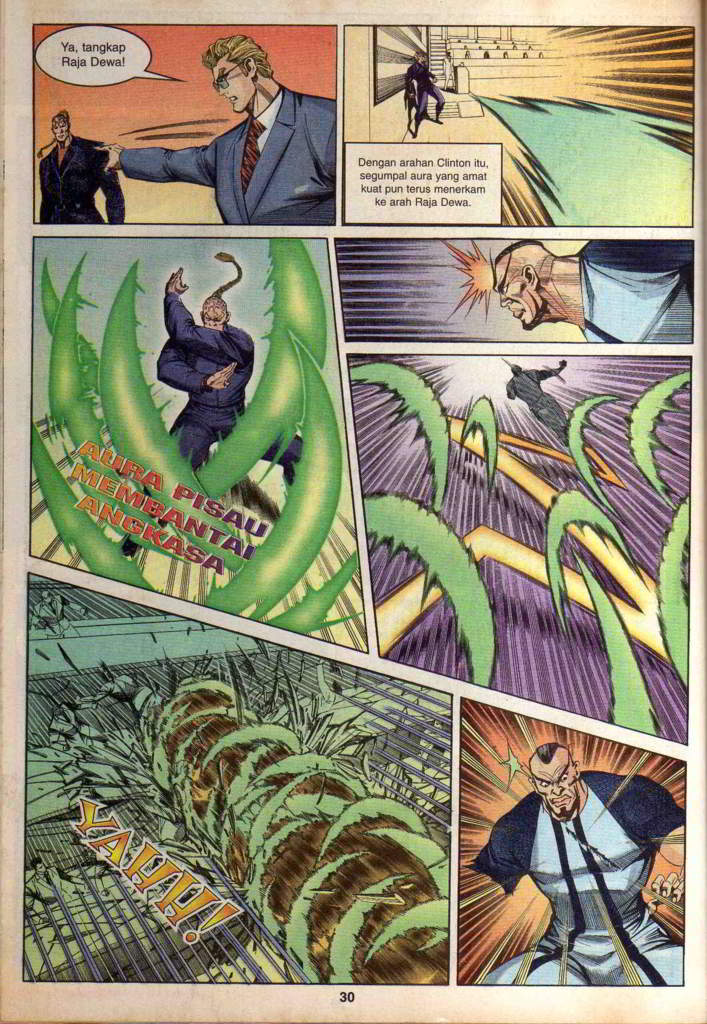 Ya, tangkap
Raja Dewa!
Dengan arahan Clinton itu,
segumpal aura yang amat
kuat pun terus menerkam
ke arah Raja Dewa.
AURA PISAU
MEMBANTAI
ANGKASA
YAHH!
30